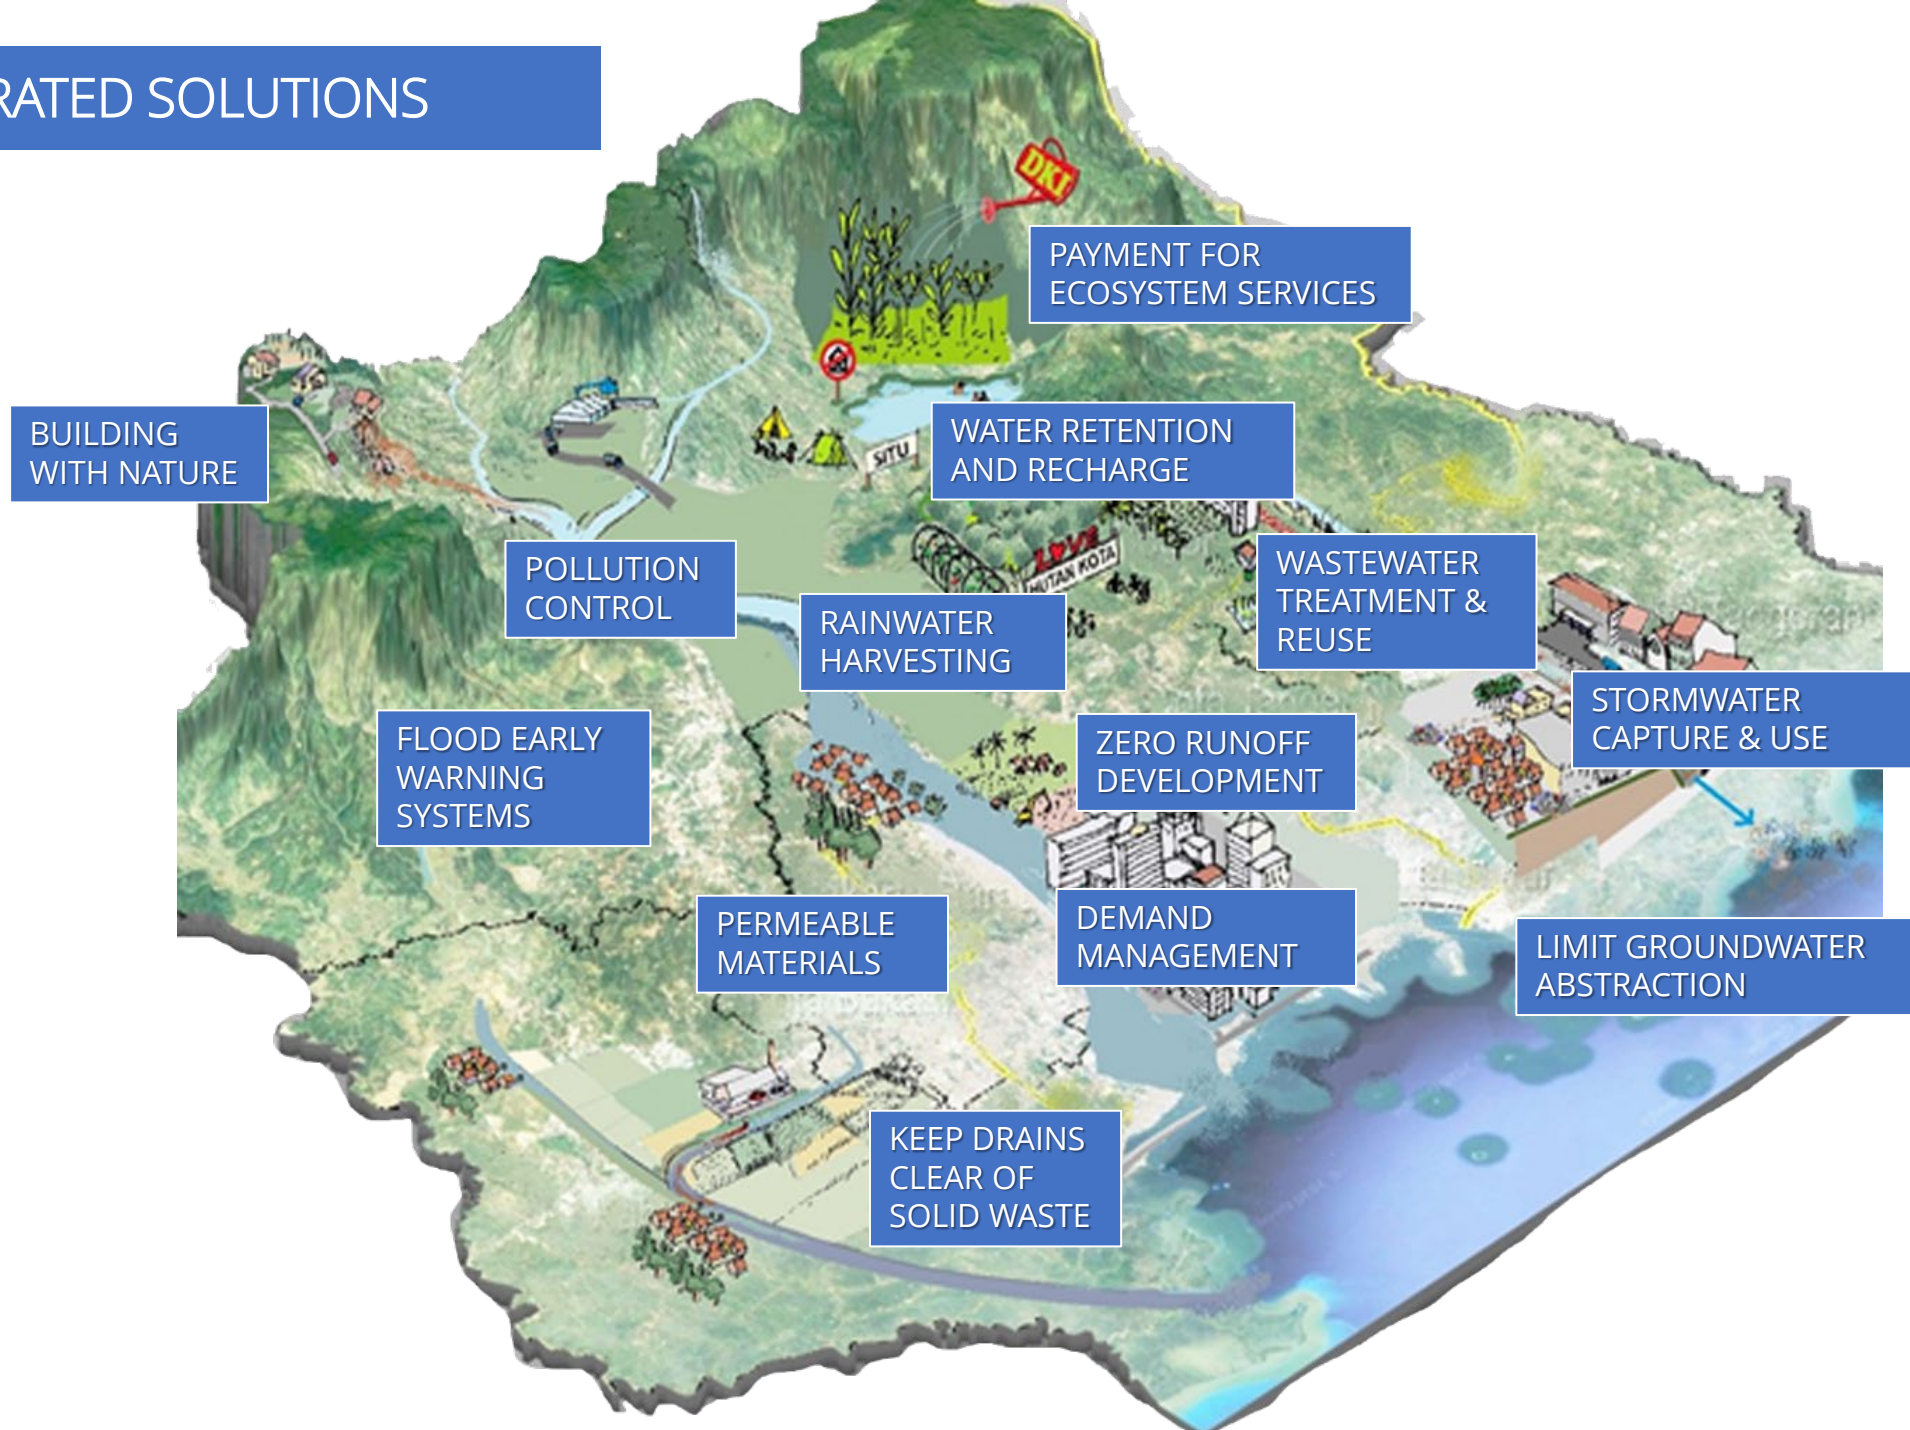 RATED SOLUTIONS
DKI
PAYMENT FOR
ECOSYSTEM SERVICES
BUILDING
WITH NATURE
WATER RETENTION
AND RECHARGE
SITU
LOVE
HUTAN KOTA
POLLUTION
CONTROL
RAINWATER
HARVESTING
WASTEWATER
TREATMENT &
REUSE
STORMWATER
CAPTURE & USE
FLOOD EARLY
WARNING
SYSTEMS
ZERO RUNOFF
DEVELOPMENT
PERMEABLE
MATERIALS
DEMAND
MANAGEMENT
LIMIT GROUNDWATER
ABSTRACTION
KEEP DRAINS
CLEAR OF
SOLID WASTE